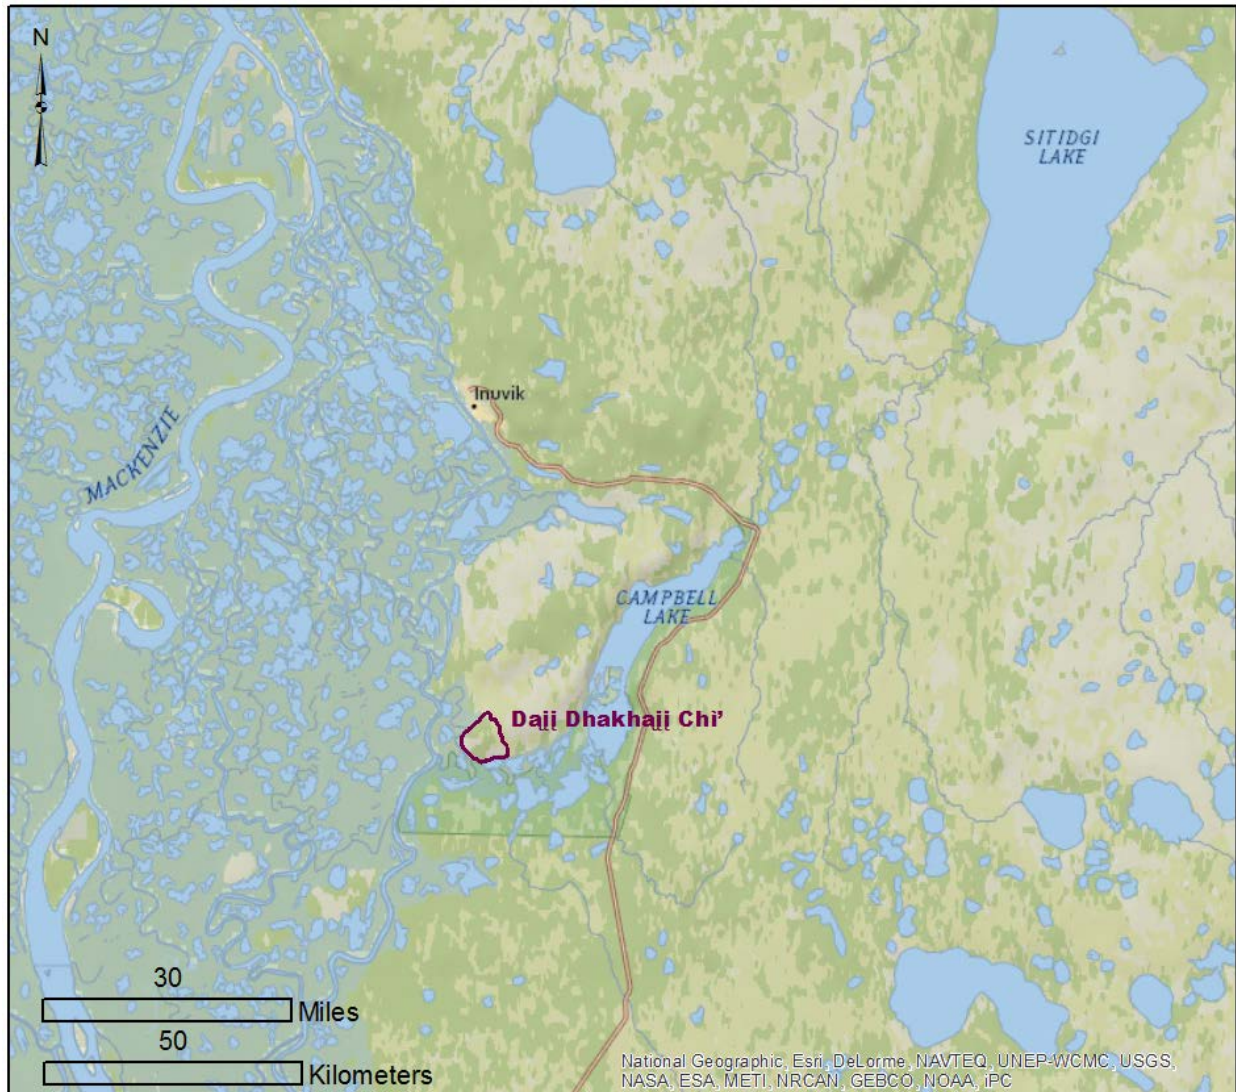 N
SITIDGI
LAKE
Inuvik
MACKENZIE
CAMPBELL
LAKE
Dąįį Dhakhąįį Chì’
30
Miles
50
Kilometers
National Geographic, Esri, DeLorme, NAVTEQ, UNEP-WCMC, USGS,
NASA, ESA, METI, NRCAN, GEBCO, NOAA, iPC